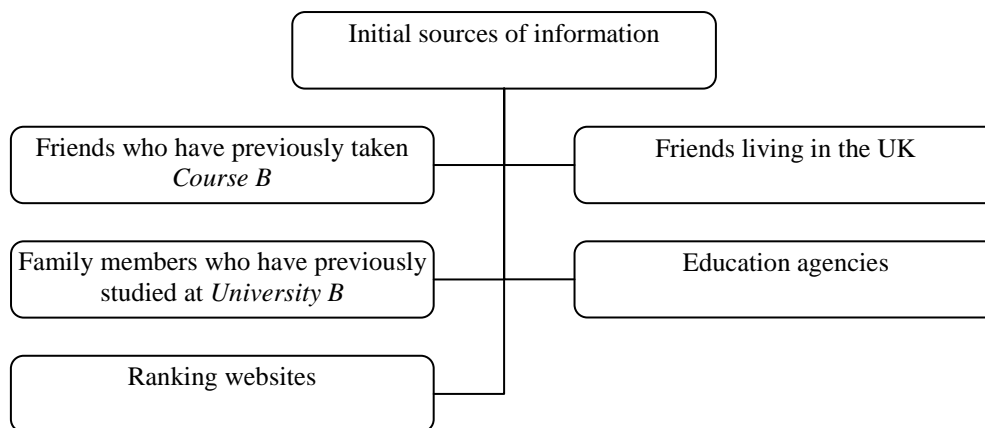 Initial sources of information
Friends who have previously taken
Course B
Friends living in the UK
Family members who have previously
studied at University B
Education agencies
Ranking websites